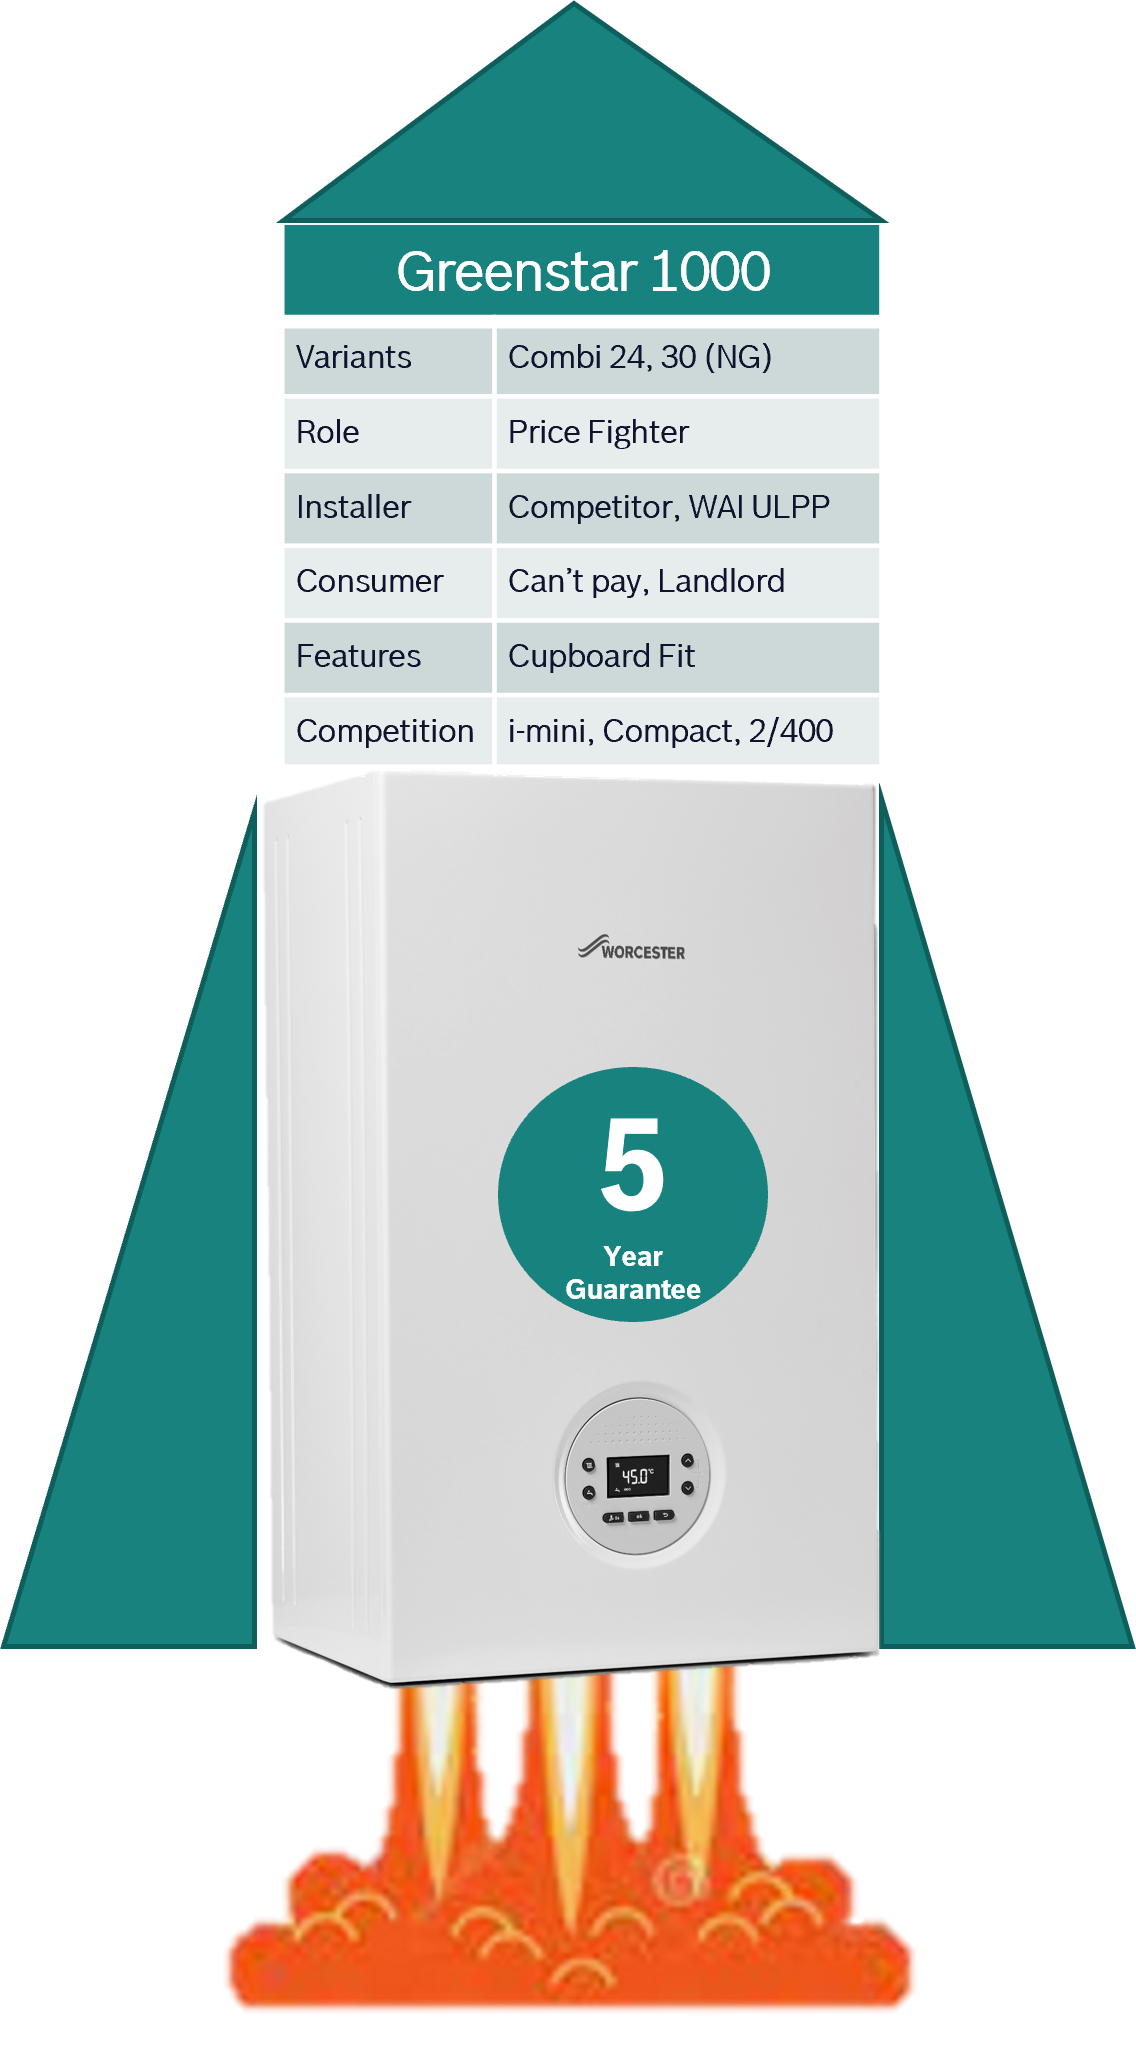 Greenstar 1000
Variants Combi 24, 30 (NG)
Role Price Fighter
Installer Competitor, WAI ULPP
Consumer Can't pay, Landlord
Features Cupboard Fit
Competition i-mini, Compact, 2/400
WORCESTER
5
Year
Guarantee
45.0°C